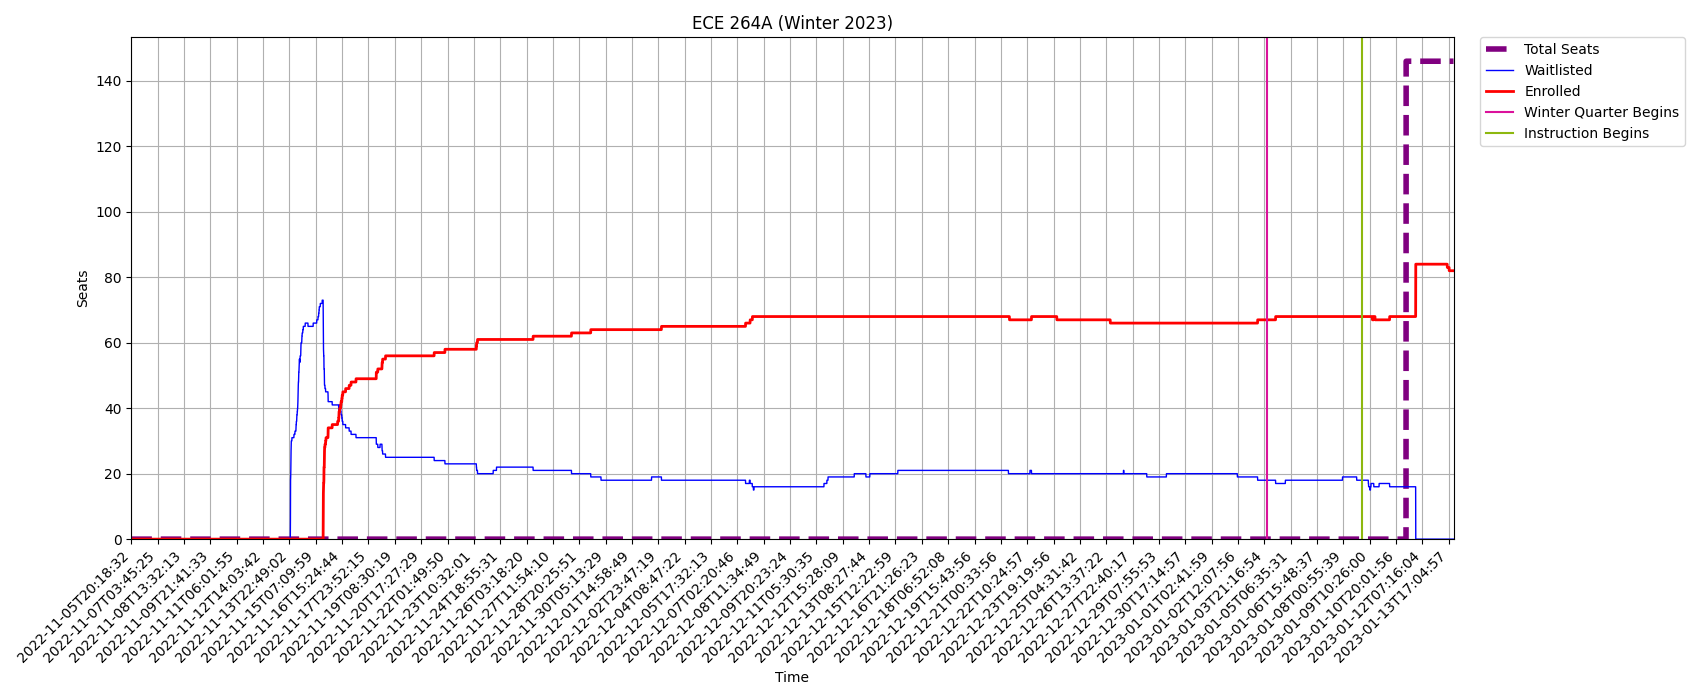 ECE 264A (Winter 2023)
Total Seats
Waitlisted
Enrolled
Winter Quarter Begins
Instruction Begins
Seats
140
120
100
80
60
40
20
0
2022-11-05T20:18:32
2022-11-07T03:45:25
2022-11-08T13:32:13
2022-11-09T21:41:33
2022-11-11T06:01:55
2022-11-12T14:03:42
2022-11-13T22:49:02
2022-11-15T07:09:59
2022-11-16T15:24:44
2022-11-17T23:52:15
2022-11-19T08:30:19
2022-11-20T17:27:29
2022-11-22T01:49:50
2022-11-23T10:32:01
2022-11-24T18:55:31
2022-11-26T03:18:20
2022-11-27T11:54:10
2022-11-28T20:25:51
2022-11-30T05:13:29
2022-12-01T14:58:49
2022-12-02T23:47:19
2022-12-04T08:47:22
2022-12-05T17:32:13
2022-12-07T02:20:46
2022-12-08T11:34:49
2022-12-09T20:23:24
2022-12-11T05:30:35
2022-12-12T15:28:09
2022-12-13T08:27:44
2022-12-15T12:22:59
2022-12-16T21:26:23
2022-12-18T06:52:08
2022-12-19T15:43:56
2022-12-21T00:33:56
2022-12-22T10:24:57
2022-12-23T19:19:56
2022-12-25T04:31:42
2022-12-26T13:37:22
2022-12-27T22:40:17
2022-12-29T07:55:53
2022-12-30T17:14:57
2023-01-01T02:41:59
2023-01-02T12:07:56
2023-01-03T21:16:54
2023-01-05T06:35:31
2023-01-06T15:48:37
2023-01-08T00:55:39
2023-01-09T10:26:00
2023-01-10T20:01:56
2023-01-12T07:16:04
2023-01-13T17:04:57
Time